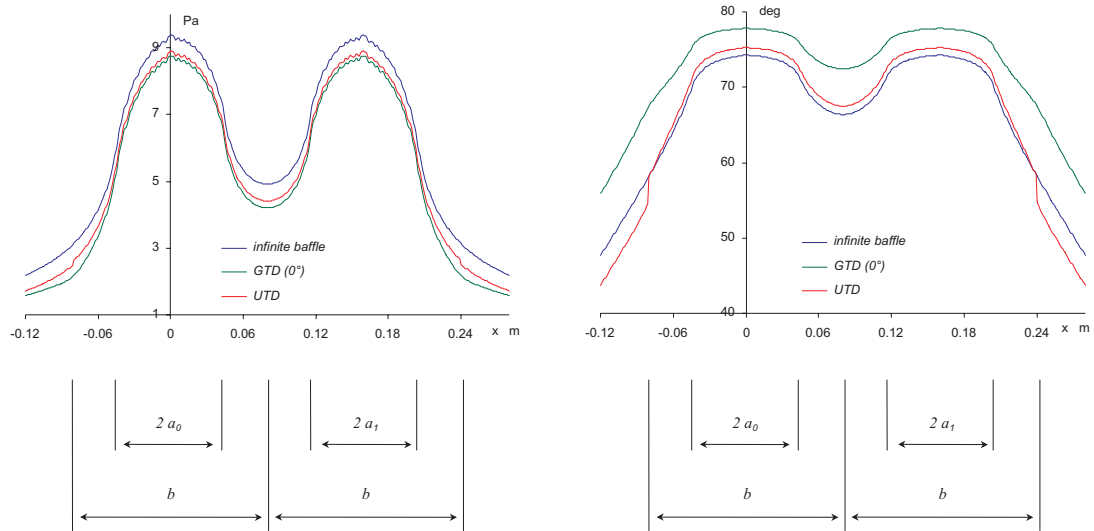 Pa
9
7
5
3
1
infinite baffle
GTD (0°)
UTD
-0.12 -0.06 0 0.06 0.12 0.18 0.24
x m
2 a0
2 a1
b
b
deg
80
70
60
50
40
infinite baffle
GTD (0°)
UTD
-0.12 -0.06 0 0.06 0.12 0.18 0.24
x m
2 a0
2 a1
b
b